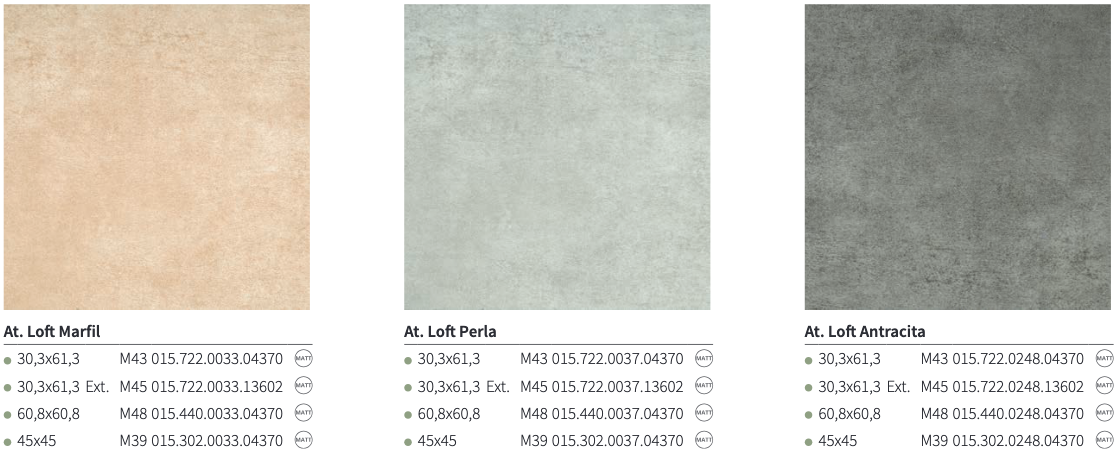 At. Loft Marfil
30,3x61,3 M43 015.722.0033.04370 MATT
30,3x61,3 Ext. M45 015.722.0033.13602 MATT
60,8x60,8 M48 015.440.0033.04370 MATT
45x45 M39 015.302.0033.04370 MATT
At. Loft Perla
30,3x61,3 M43 015.722.0037.04370 MATT
30,3x61,3 Ext. M45 015.722.0037.13602 MATT
60,8x60,8 M48 015.440.0037.04370 MATT
45x45 M39 015.302.0037.04370 MATT
At. Loft Antracita
30,3x61,3 M43 015.722.0248.04370 MATT
30,3x61,3 Ext. M45 015.722.0248.13602 MATT
60,8x60,8 M48 015.440.0248.04370 MATT
45x45 M39 015.302.0248.04370 MATT